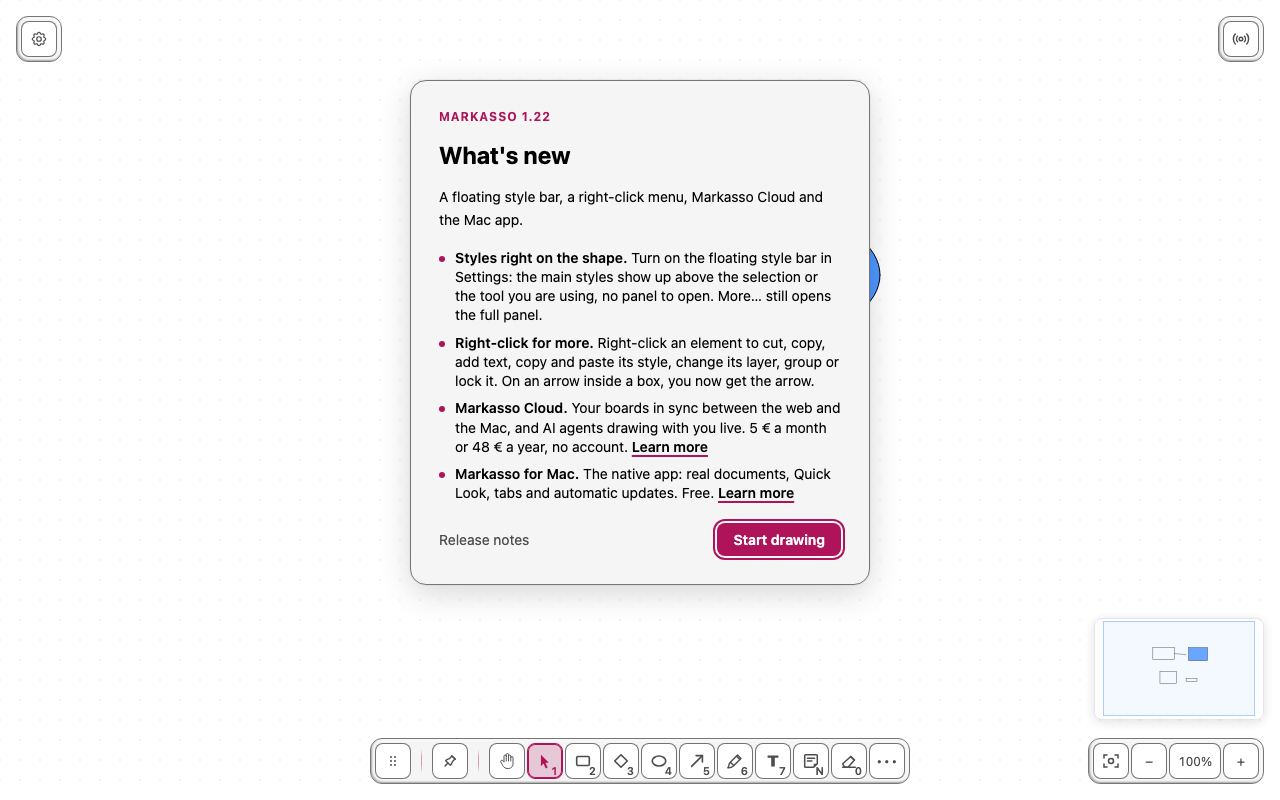 MARKASSO 1.22
What's new
A floating style bar, a right-click menu, Markasso Cloud and
the Mac app.
Styles right on the shape. Turn on the floating style bar in
Settings: the main styles show up above the selection or
the tool you are using, no panel to open. More… still opens
the full panel.
Right-click for more. Right-click an element to cut, copy,
add text, copy and paste its style, change its layer, group or
lock it. On an arrow inside a box, you now get the arrow.
Markasso Cloud. Your boards in sync between the web and
the Mac, and AI agents drawing with you live. 5 € a month
or 48 € a year, no account. Learn more
Markasso for Mac. The native app: real documents, Quick
Look, tabs and automatic updates. Free. Learn more
Release notes
Start drawing
1 2 3 4 5 6 T 7 N 0
− 100% +